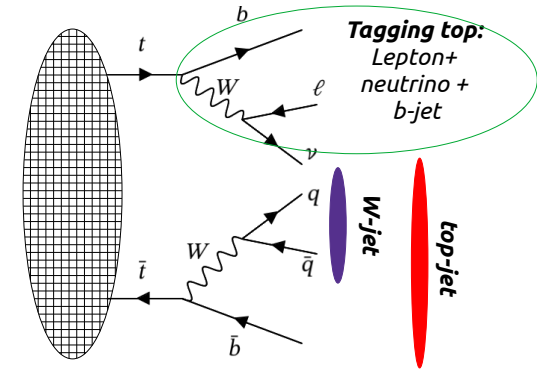 b
t
Tagging top:
Lepton+
neutrino +
b-jet
W
ℓ
ν
q
W
q̄
W-jet
top-jet
t̄
b̄